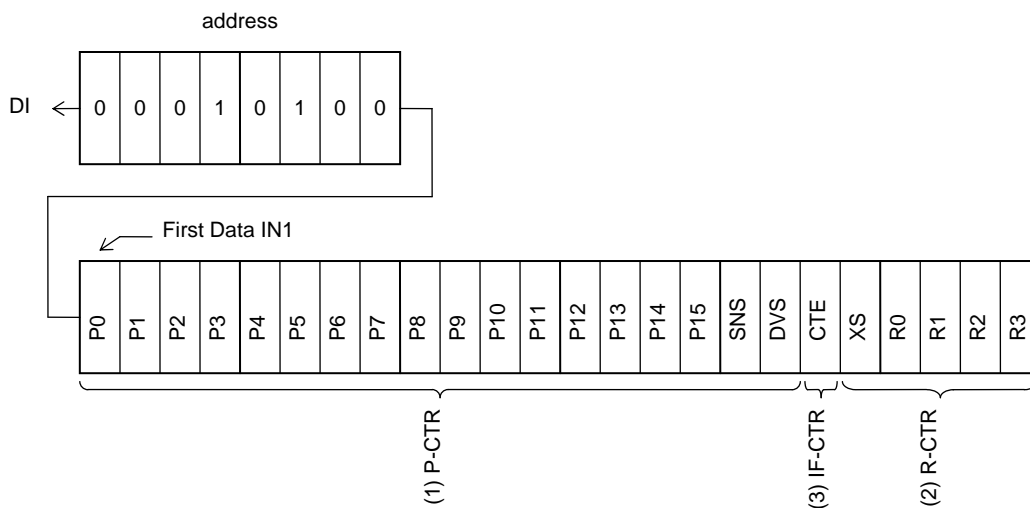 address
DI 0 0 0 1 0 1 0 0
First Data IN1
P0 P1 P2 P3 P4 P5 P6 P7 P8 P9 P10 P11 P12 P13 P14 P15 SNS DVS CTE XS R0 R1 R2 R3
(1) P-CTR (3) IF-CTR (2) R-CTR